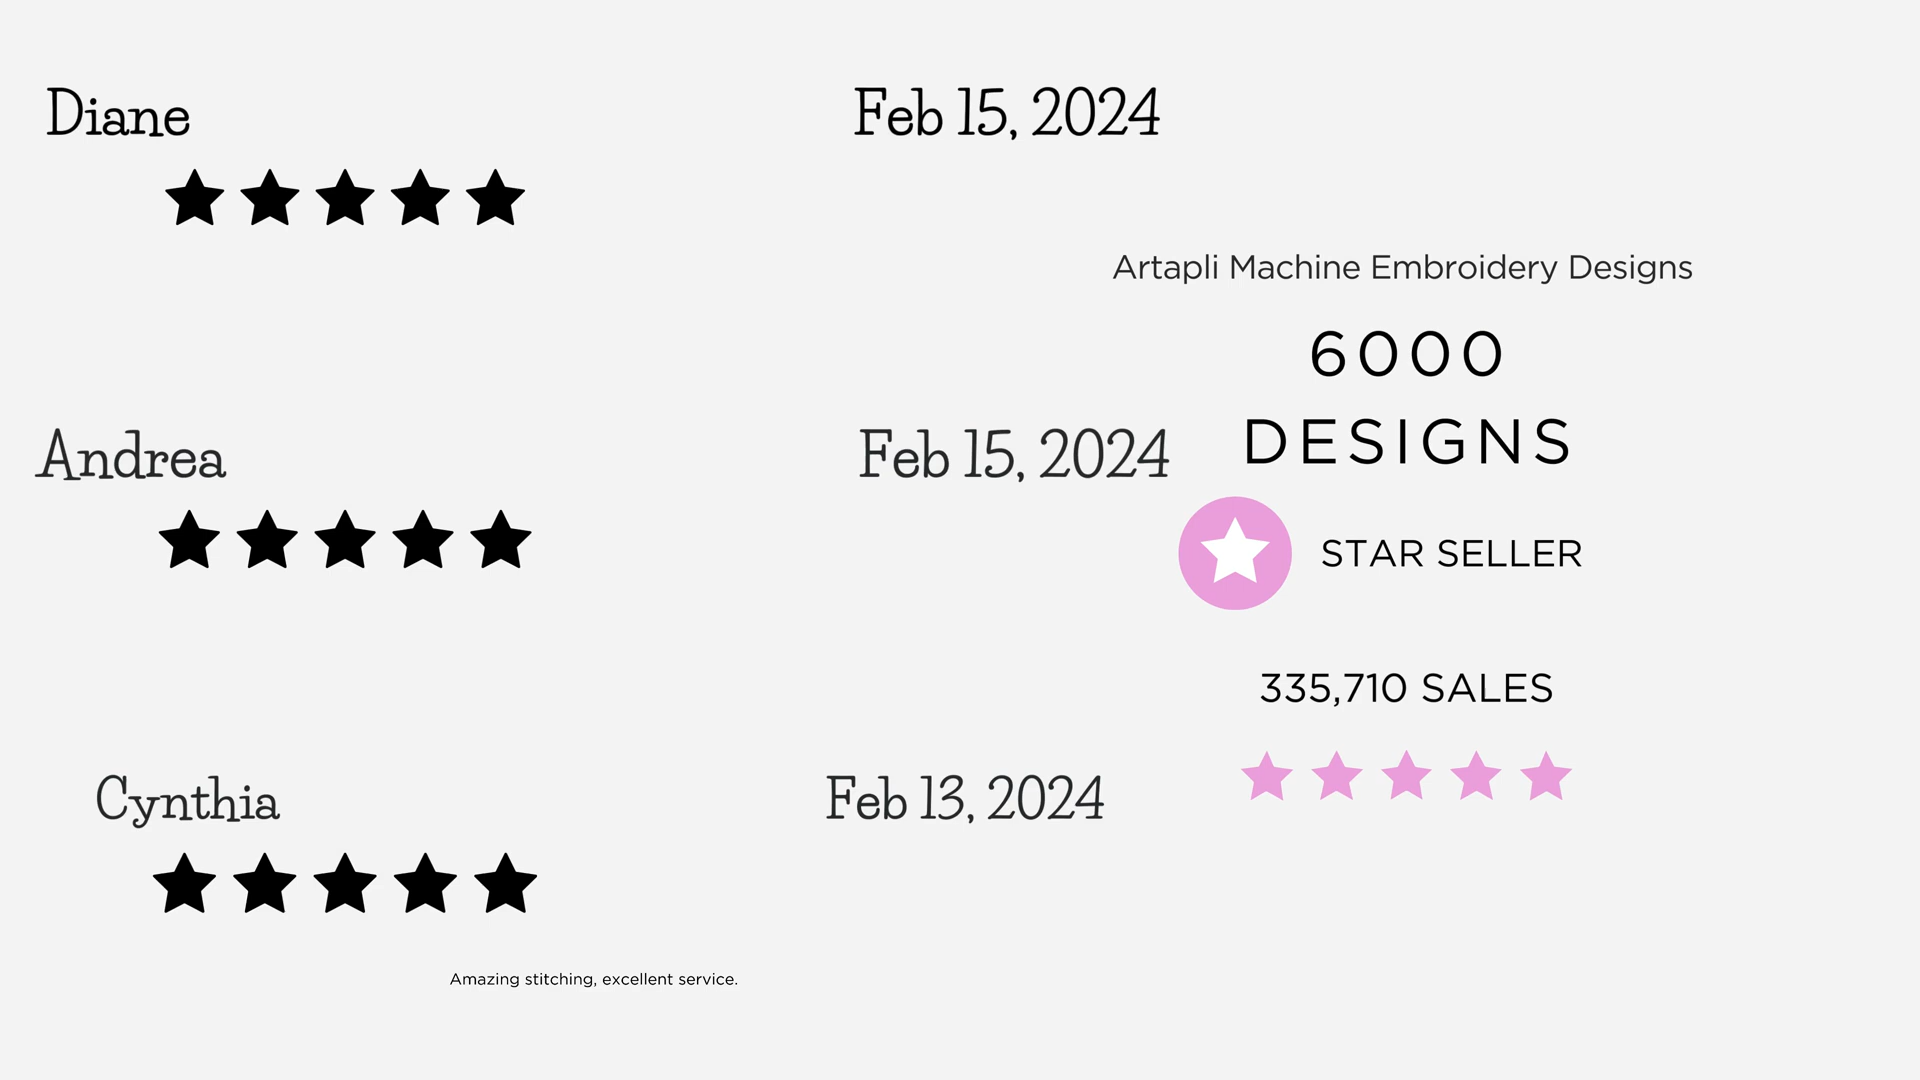 Diane
Feb 15, 2024
Andrea
Feb 15, 2024
Cynthia
Feb 13, 2024
Amazing stitching, excellent service.
Artapli Machine Embroidery Designs
6000
DESIGNS
STAR SELLER
335,710 SALES